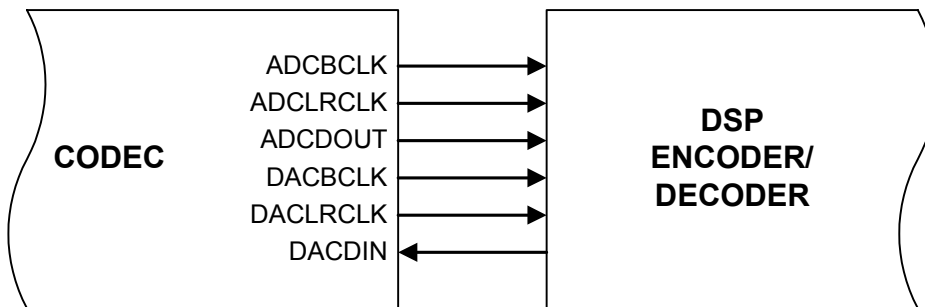 CODEC
ADCBCLK
ADCLRCLK
ADCDOUT
DACBCLK
DACLRCLK
DACDIN
DSP
ENCODER/
DECODER